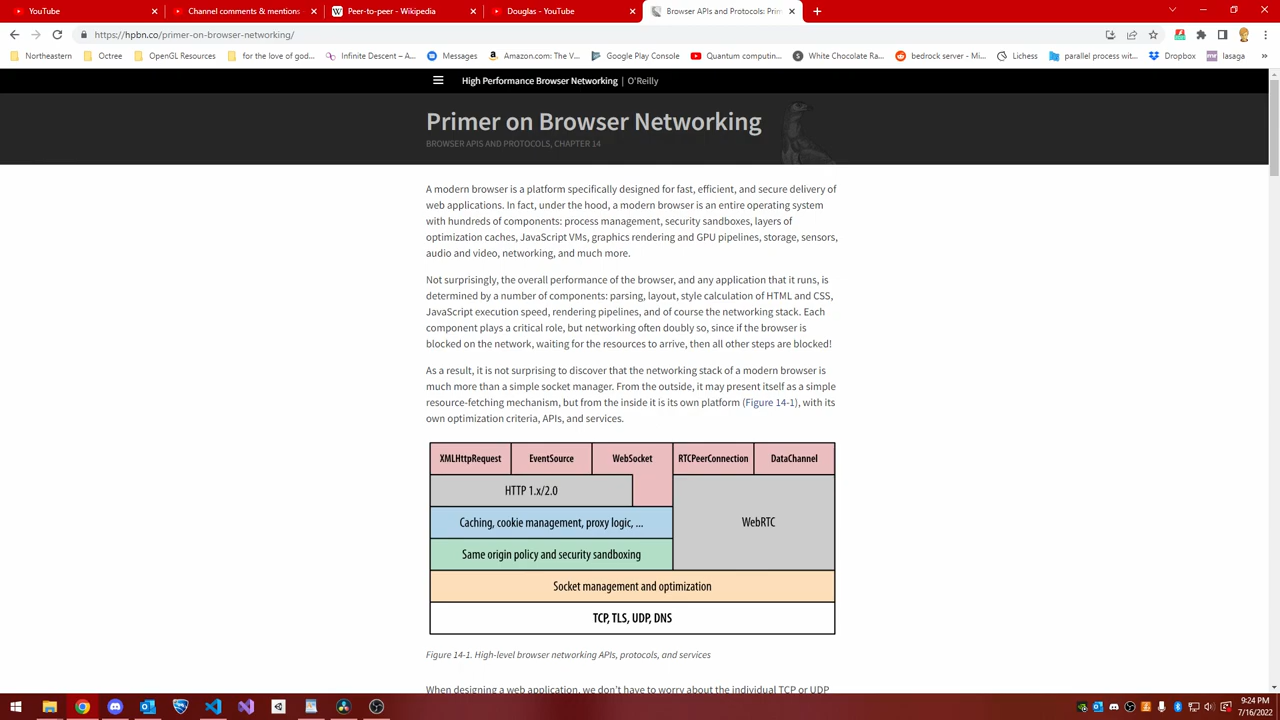 YouTube
Channel comments & mentions
Peer-to-peer - Wikipedia
Douglas - YouTube
Browser APIs and Protocols: Prim
https://hpbn.co/primer-on-browser-networking/
Northeastern
Octree
OpenGL Resources
for the love of god...
Infinite Descent – A...
Messages
Amazon.com: The V...
Google Play Console
Quantum computin...
White Chocolate Ra...
bedrock server - Mi...
Lichess
parallel process wit...
Dropbox
lasaga
High Performance Browser Networking | O'Reilly
Primer on Browser Networking
BROWSER APIS AND PROTOCOLS, CHAPTER 14
A modern browser is a platform specifically designed for fast, efficient, and secure delivery of
web applications. In fact, under the hood, a modern browser is an entire operating system
with hundreds of components: process management, security sandboxes, layers of
optimization caches, JavaScript VMs, graphics rendering and GPU pipelines, storage, sensors,
audio and video, networking, and much more.
Not surprisingly, the overall performance of the browser, and any application that it runs, is
determined by a number of components: parsing, layout, style calculation of HTML and CSS,
JavaScript execution speed, rendering pipelines, and of course the networking stack. Each
component plays a critical role, but networking often doubly so, since if the browser is
blocked on the network, waiting for the resources to arrive, then all other steps are blocked!
As a result, it is not surprising to discover that the networking stack of a modern browser is
much more than a simple socket manager. From the outside, it may present itself as a simple
resource-fetching mechanism, but from the inside it is its own platform (Figure 14-1), with its
own optimization criteria, APIs, and services.
XMLHttpRequest
EventSource
WebSocket
RTCPeerConnection
DataChannel
HTTP 1.x/2.0
WebRTC
Caching, cookie management, proxy logic, ...
Same origin policy and security sandboxing
Socket management and optimization
TCP, TLS, UDP, DNS
Figure 14-1. High-level browser networking APIs, protocols, and services
When designing a web application, we don't have to worry about the individual TCP or UDP
9:24 PM
7/16/2022